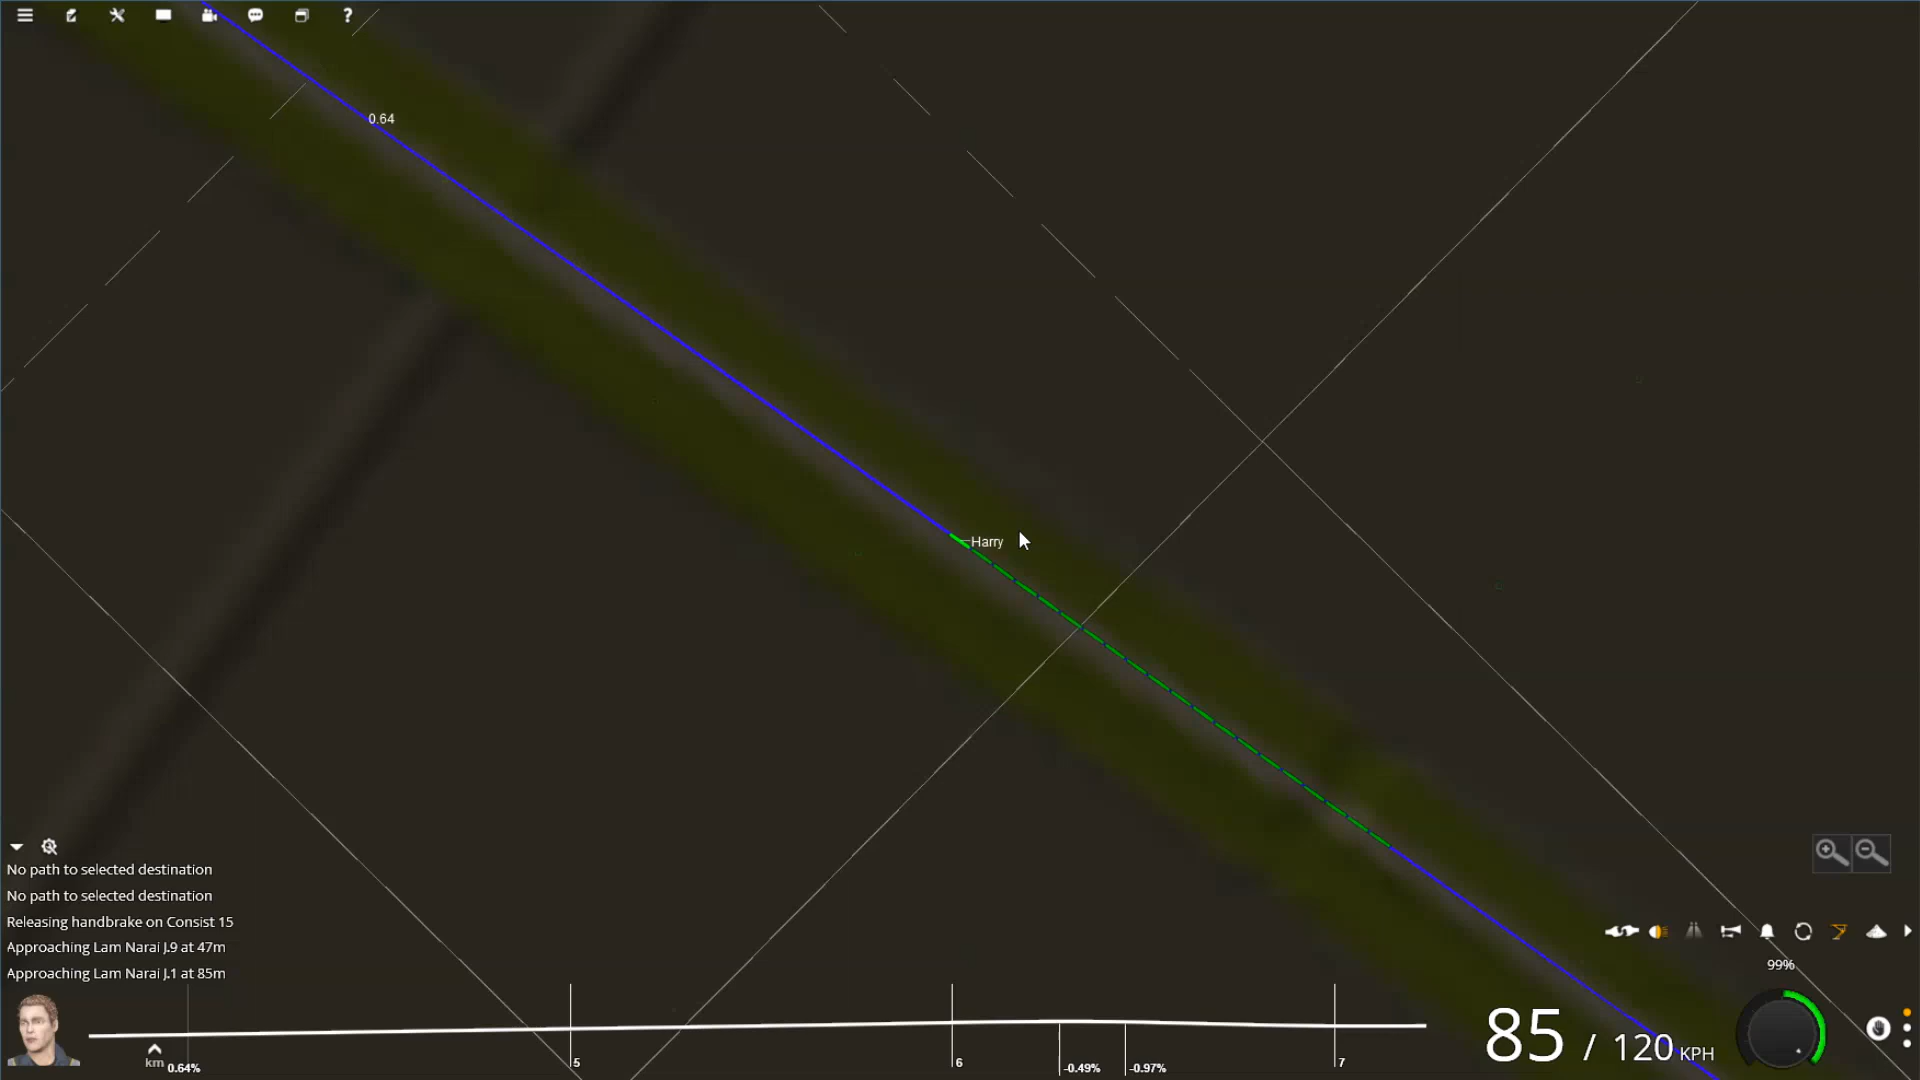 ?
0.64
Harry
No path to selected destination
No path to selected destination
Releasing handbrake on Consist 15
Approaching Lam Narai J.9 at 47m
Approaching Lam Narai J.1 at 85m
99%
85 / 120 KPH
km 0.64% 5 6 -0.49% -0.97% 7